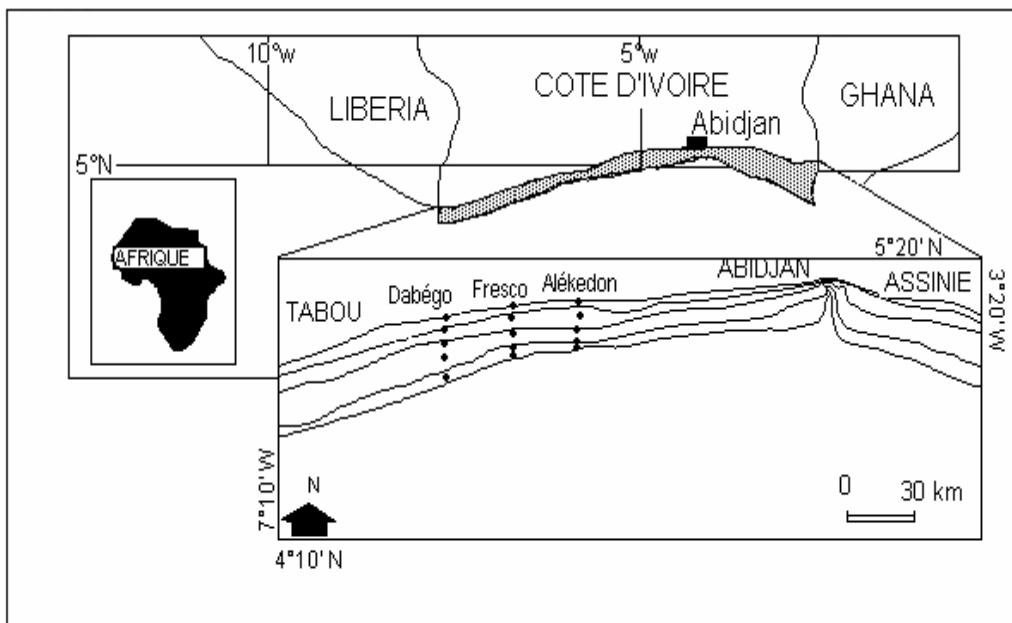 10°w
5°w
COTE D'IVOIRE
LIBERIA
GHANA
Abidjan
5°N
AFRIQUE
5°20' N
ABIDJAN
ASSINIE
Alékedon
Fresco
Dabégo
TABOU
3°20' W
7°10' W
N
0 30 km
4°10' N